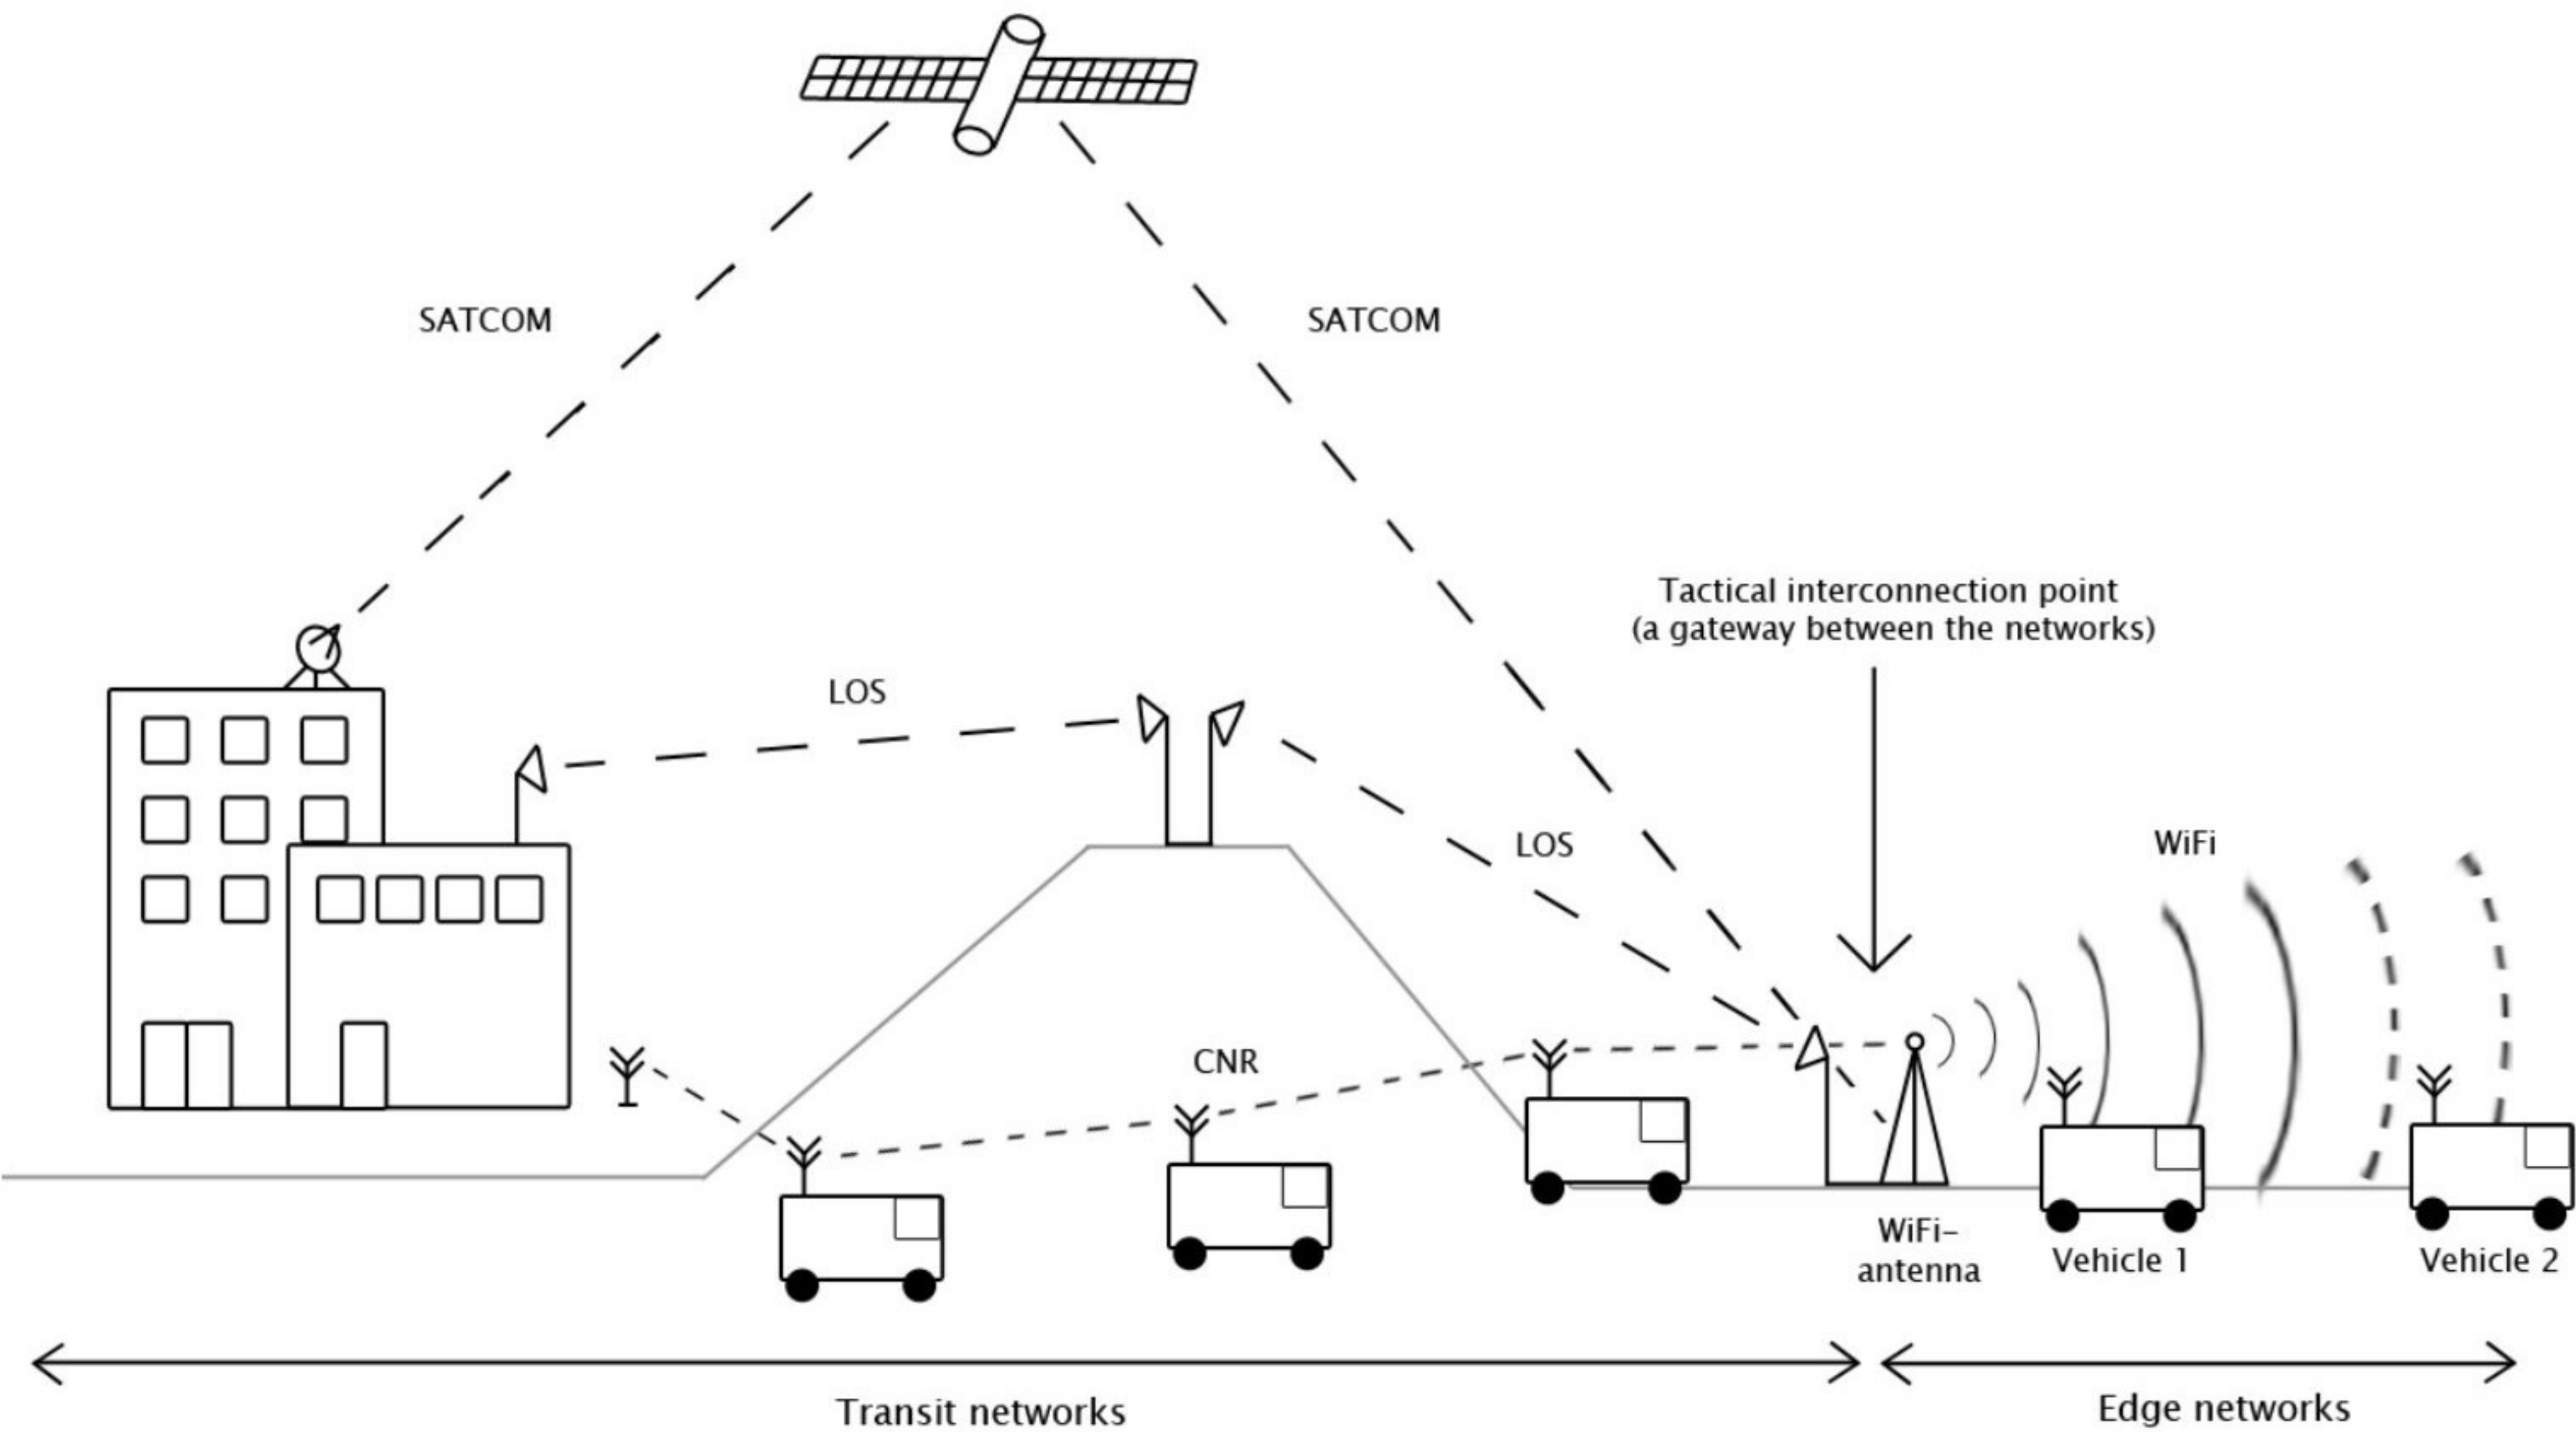 SATCOM
SATCOM
Tactical interconnection point
(a gateway between the networks)
LOS
LOS
WiFi
CNR
WiFi-
antenna
Vehicle 1
Vehicle 2
Transit networks
Edge networks